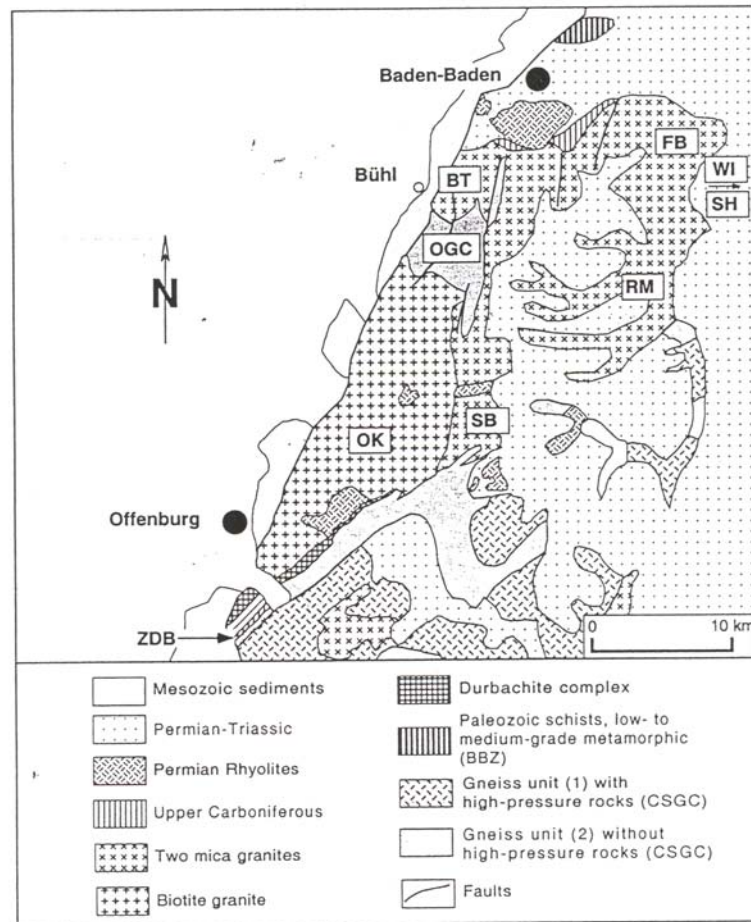 Baden-Baden
FB
WI
Bühl
BT
SH
OGC
N
RM
SB
OK
Offenburg
0 10 km
ZDB
Mesozoic sediments
Permian-Triassic
Permian Rhyolites
Upper Carboniferous
Two mica granites
Biotite granite
Durbachite complex
Paleozoic schists, low- to
medium-grade metamorphic
(BBZ)
Gneiss unit (1) with
high-pressure rocks (CSGC)
Gneiss unit (2) without
high-pressure rocks (CSGC)
Faults